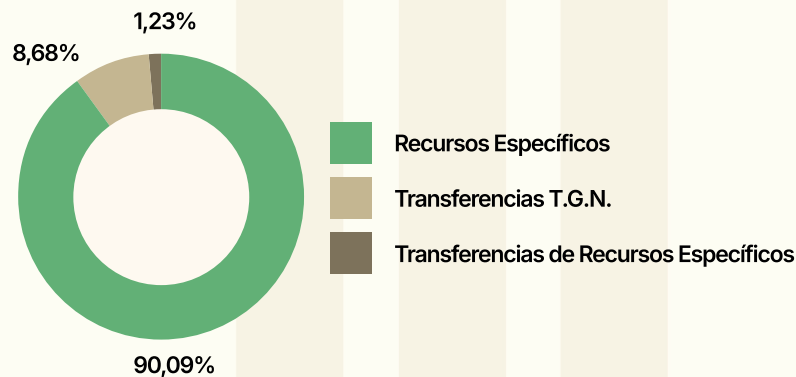 1,23%
8,68%
Recursos Específicos
Transferencias T.G.N.
Transferencias de Recursos Específicos
90,09%